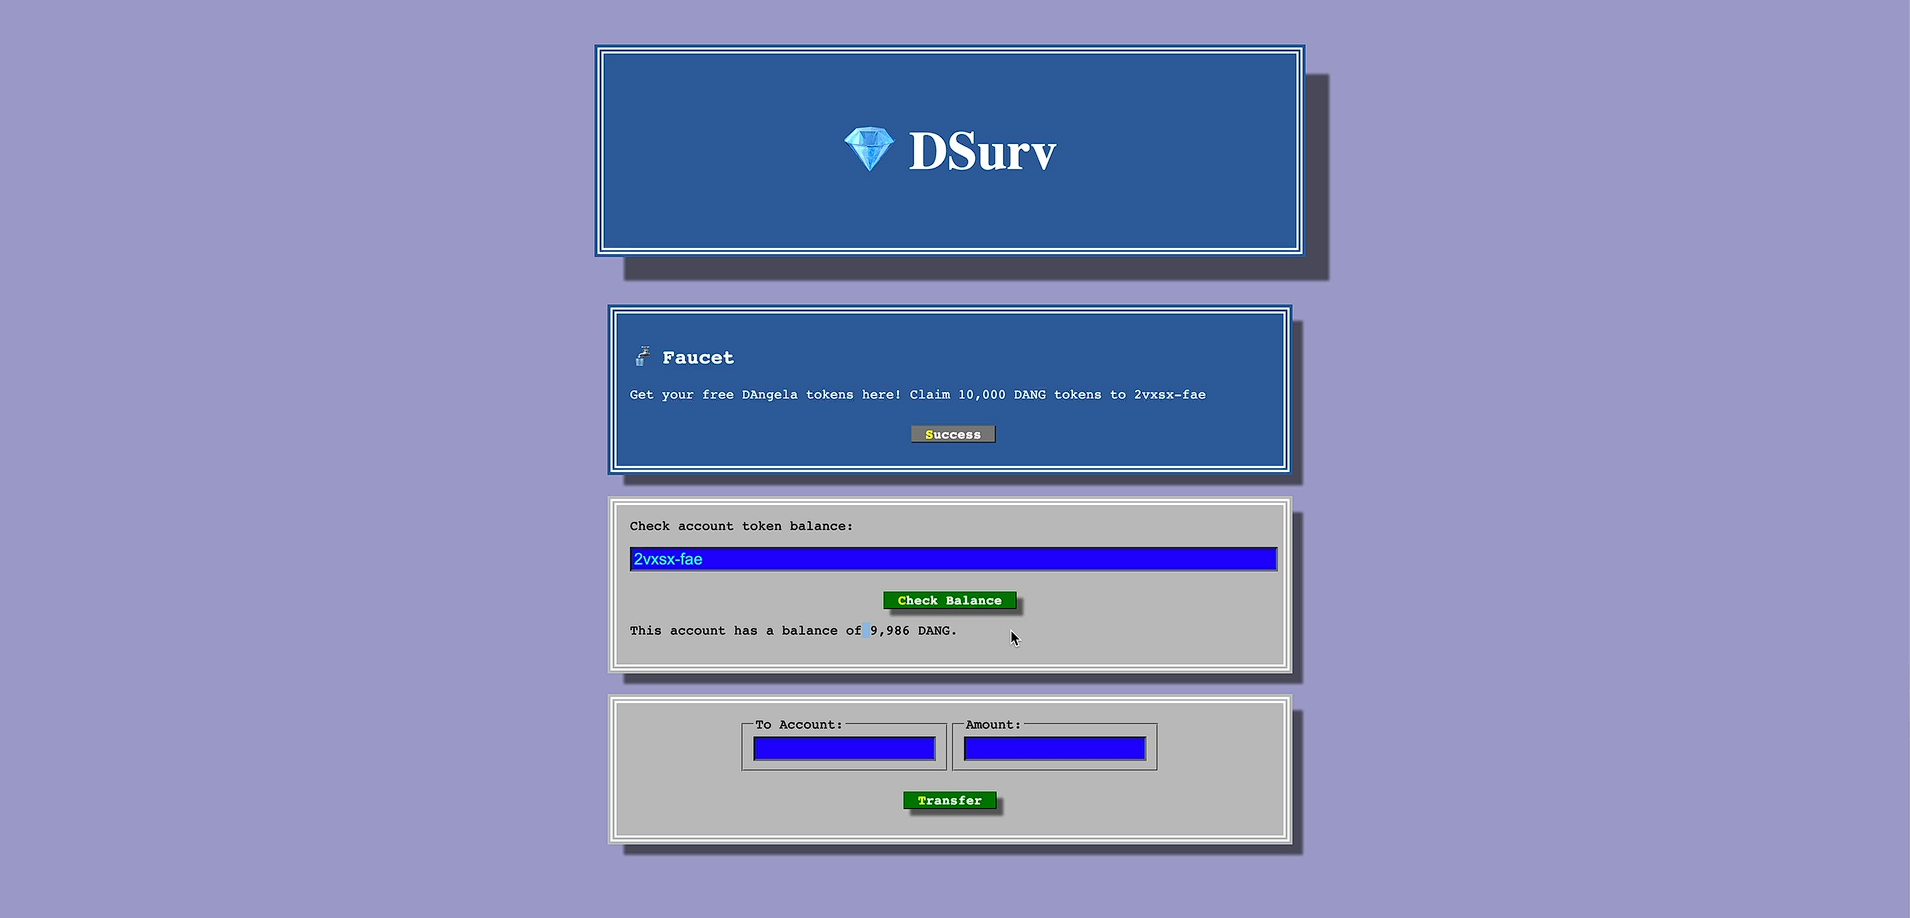 DSurv
Faucet
Get your free DAngela tokens here! Claim 10,000 DANG tokens to 2vxsx-fae
Success
Check account token balance:
2vxsx-fae
Check Balance
This account has a balance of 9,986 DANG.
To Account: Amount:
Transfer